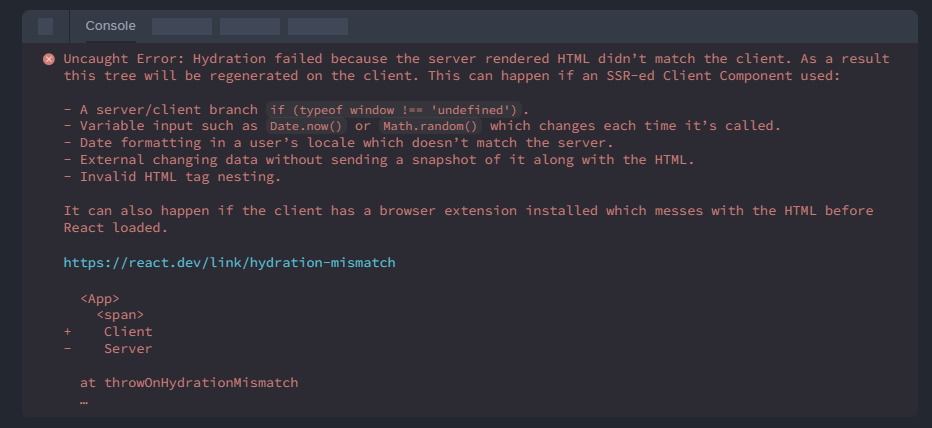 Console
Uncaught Error: Hydration failed because the server rendered HTML didn’t match the client. As a result
this tree will be regenerated on the client. This can happen if an SSR-ed Client Component used:
- A server/client branch if (typeof window !== 'undefined').
- Variable input such as Date.now() or Math.random() which changes each time it’s called.
- Date formatting in a user’s locale which doesn’t match the server.
- External changing data without sending a snapshot of it along with the HTML.
- Invalid HTML tag nesting.
It can also happen if the client has a browser extension installed which messes with the HTML before
React loaded.
https://react.dev/link/hydration-mismatch
<App>
<span>
+ Client
- Server
at throwOnHydrationMismatch
…